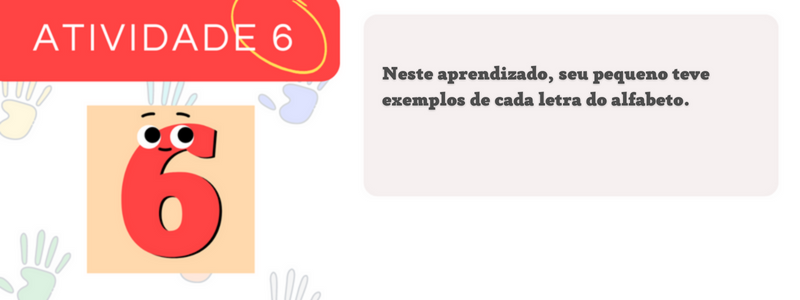 ATIVIDADE 6
6
Neste aprendizado, seu pequeno teve
exemplos de cada letra do alfabeto.